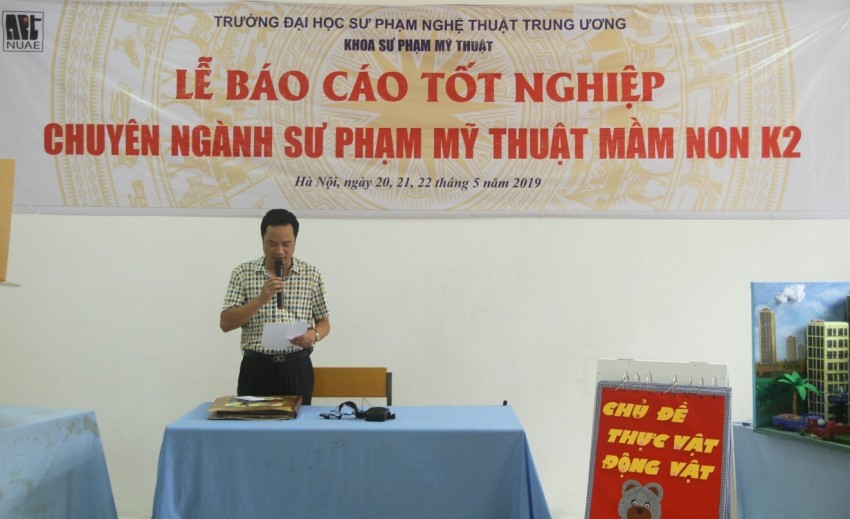 Art
NUAE
TRƯỜNG ĐẠI HỌC SƯ PHẠM NGHỆ THUẬT TRUNG ƯƠNG
KHOA SƯ PHẠM MỸ THUẬT
LỄ BÁO CÁO TỐT NGHIỆP
CHUYÊN NGÀNH SƯ PHẠM MỸ THUẬT MẦM NON K2
Hà Nội, ngày 20, 21, 22 tháng 5 năm 2019
CHỦ ĐỀ
THỰC VẬT
ĐỘNG VẬT